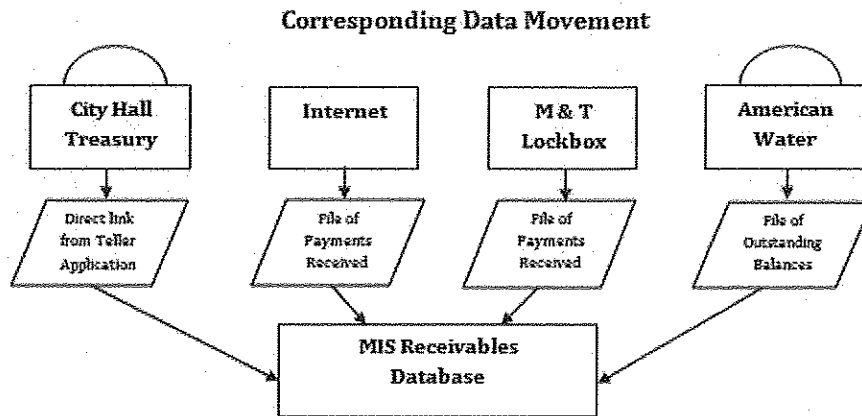 Corresponding Data Movement
City Hall
Treasury
Internet
M & T
Lockbox
American
Water
Direct link
from Teller
Application
File of
Payments
Received
File of
Payments
Received
File of
Outstanding
Balances
MIS Receivables
Database